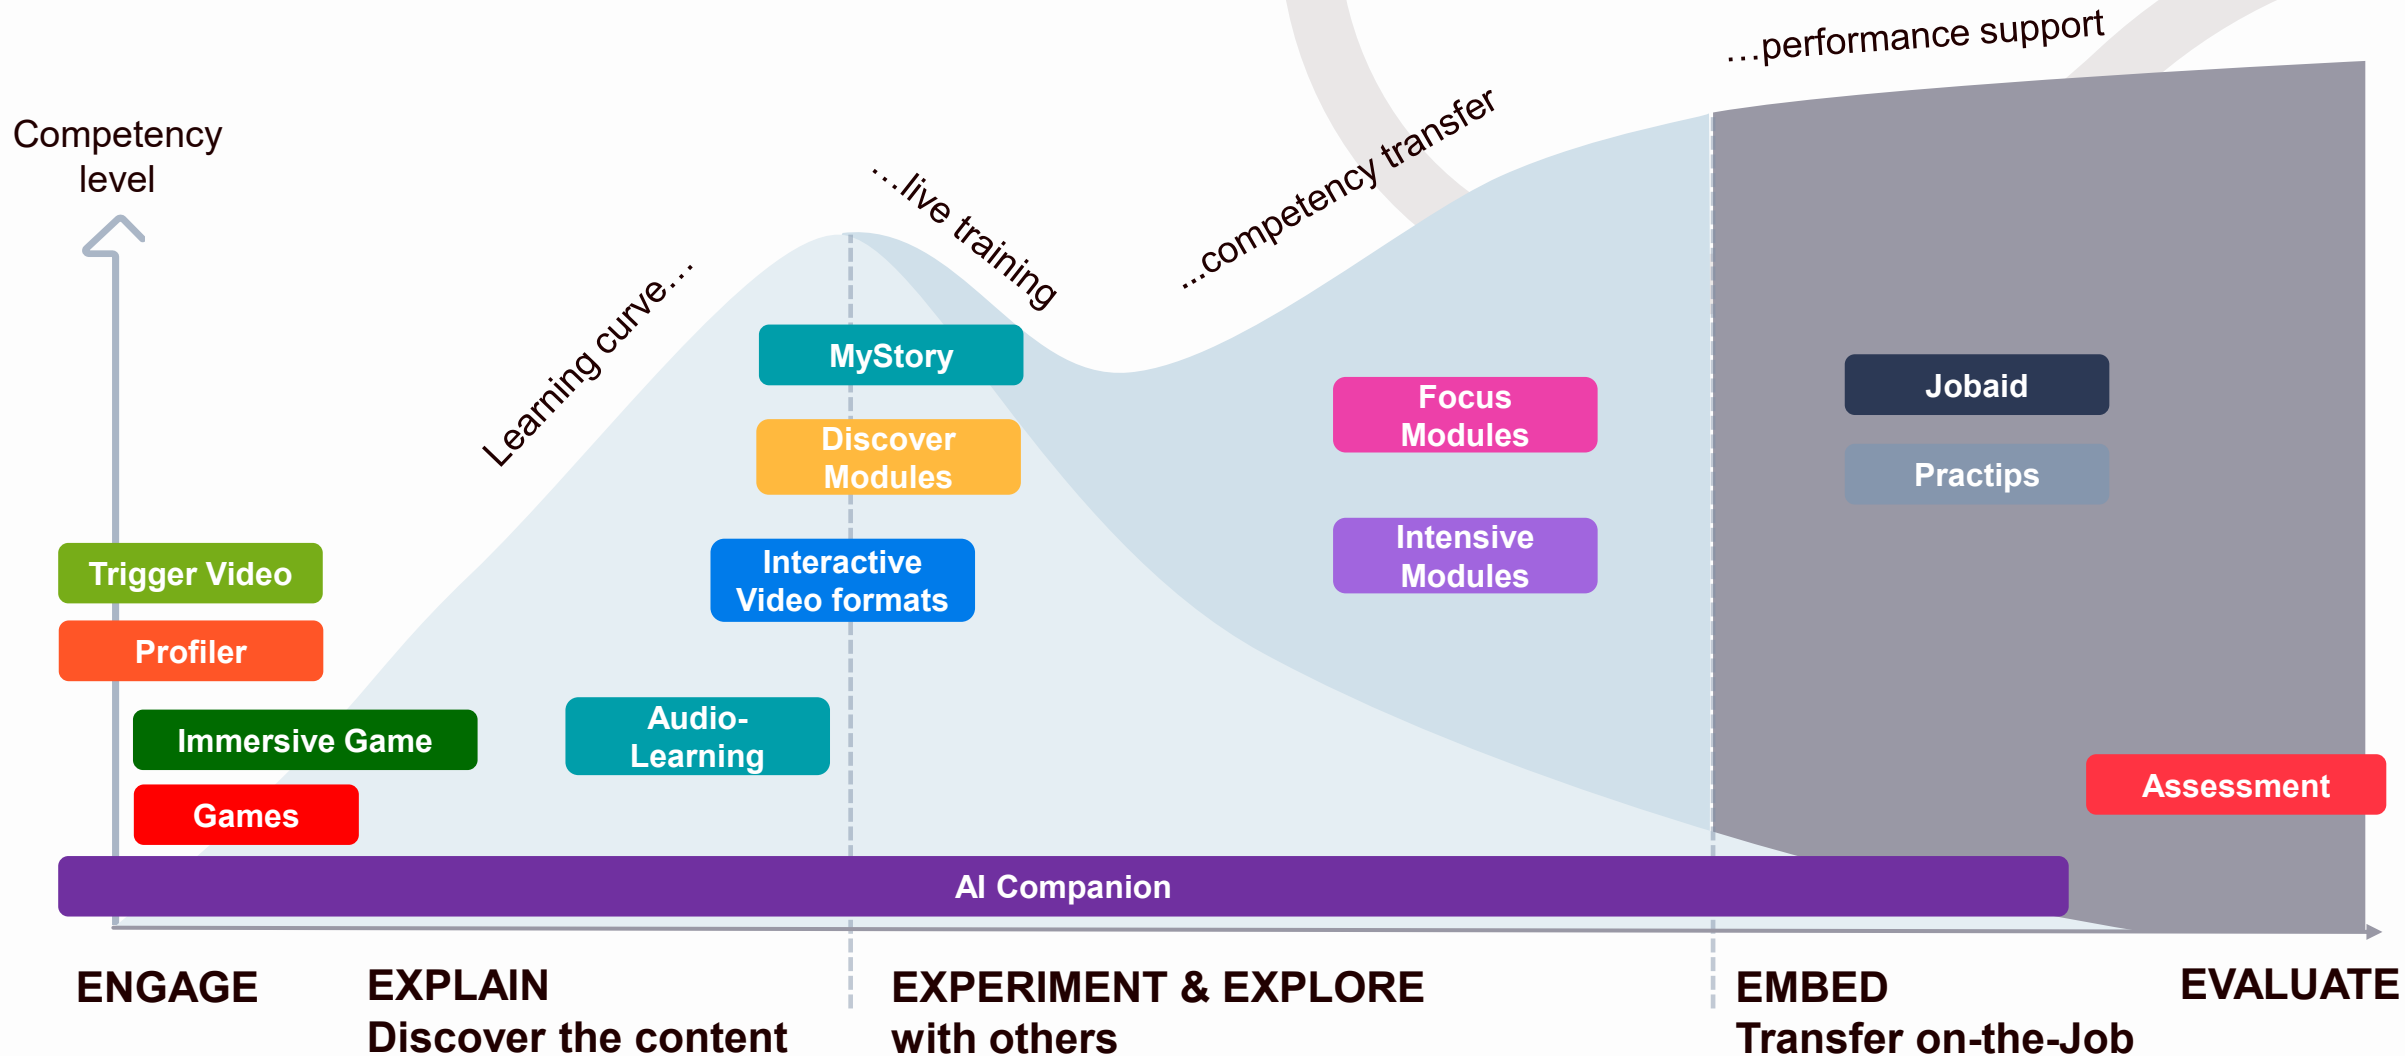 …performance support
Competency
level
…live training
...competency transfer
Learning curve…
MyStory
Discover
Modules
Interactive
Video formats
Focus
Modules
Intensive
Modules
Jobaid
Practips
Trigger Video
Profiler
Immersive Game
Games
Audio-
Learning
Assessment
AI Companion
ENGAGE
EXPLAIN
Discover the content
EXPERIMENT & EXPLORE
with others
EMBED
Transfer on-the-Job
EVALUATE